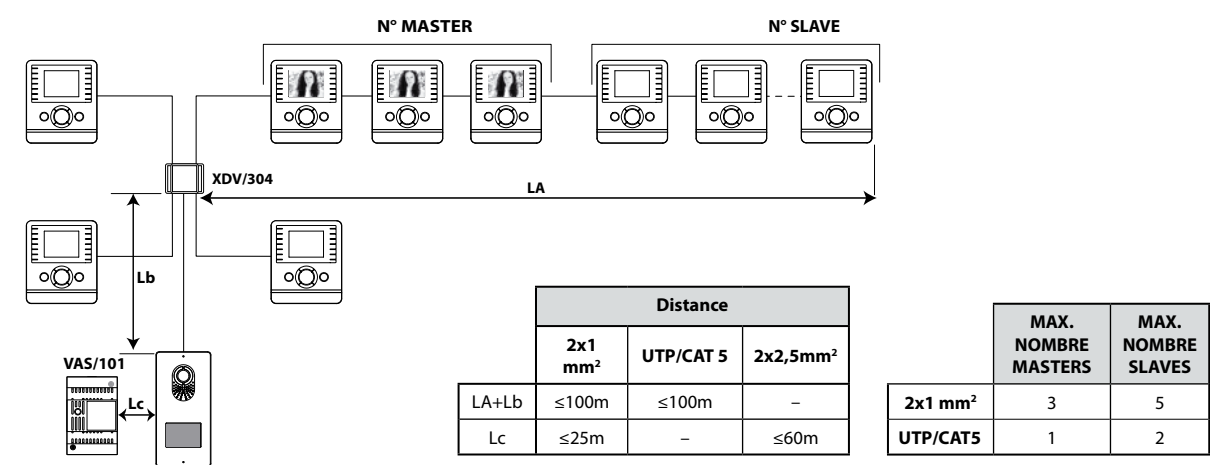 N° MASTER
N° SLAVE
XDV/304
LA
Lb
VAS/101
Lc
Distance
2x1 mm² UTP/CAT 5 2x2,5mm²
LA+Lb ≤100m ≤100m –
Lc ≤25m – ≤60m
MAX. NOMBRE MASTERS MAX. NOMBRE SLAVES
2x1 mm² 3 5
UTP/CAT5 1 2